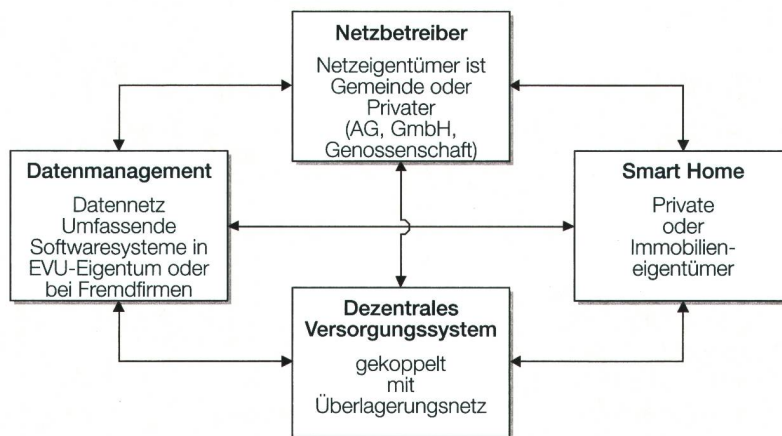 Netzbetreiber
Netzeigentümer ist
Gemeinde oder
Privater
(AG, GmbH,
Genossenschaft)
Datenmanagement
Datennetz
Umfassende
Softwaresysteme in
EVU-Eigentum oder
bei Fremdfirmen
Smart Home
Private
oder
Immobilien-
eigentümer
Dezentrales
Versorgungssystem
gekoppelt
mit
Überlagerungsnetz